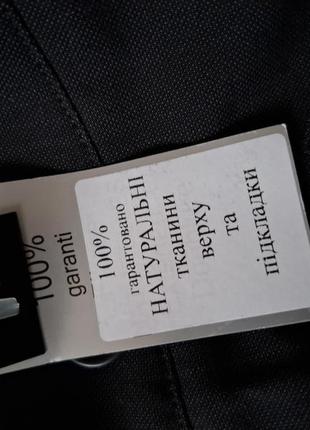 100%
garanti
100%
гарантовано
НАТУРАЛЬНІ
тканини
верху
та
підкладки